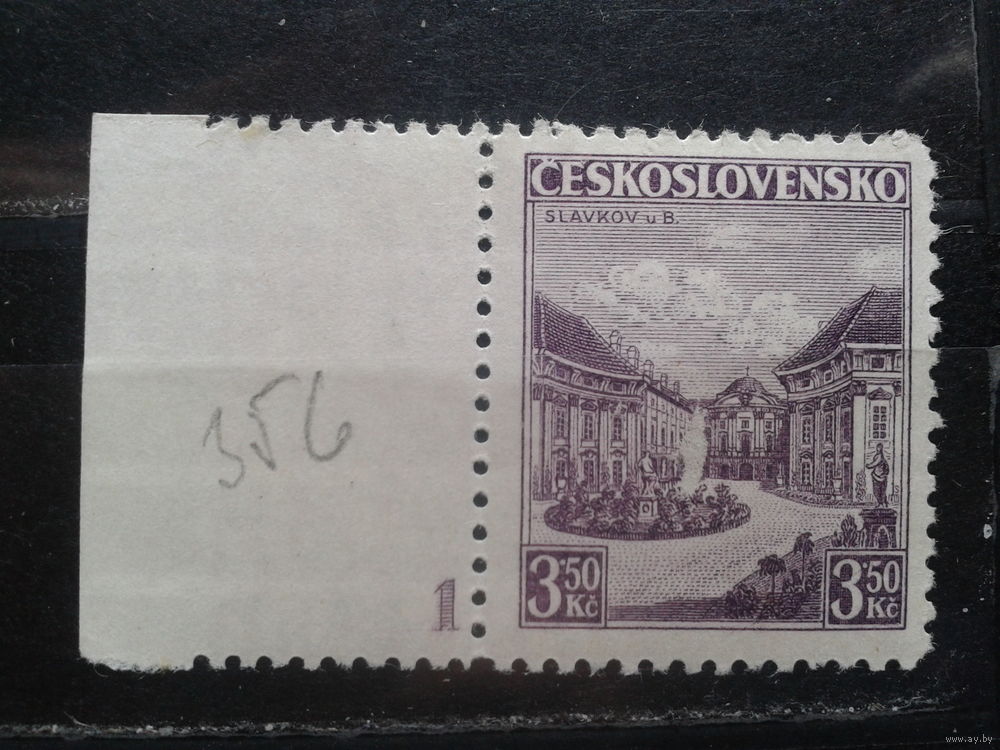 ČESKOSLOVENSKO
SLAVKOV u B.
356
1
3·50 Kč
3·50 Kč
www.ay.by